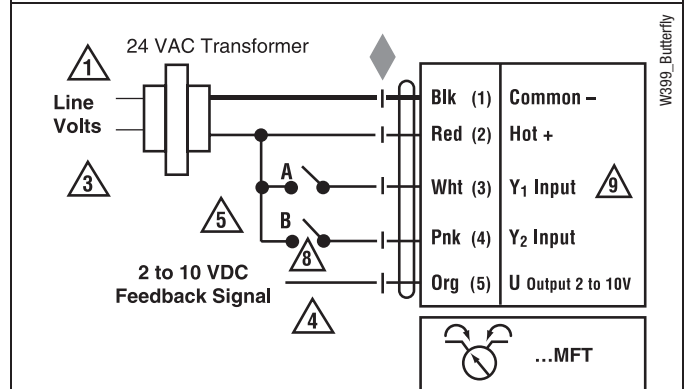 24 VAC Transformer
W399_Butterfly
1
Line
Volts
3
Blk (1) Common –
Red (2) Hot +
A
Wht (3) Y₁ Input 9
5
B
8
Pnk (4) Y₂ Input
2 to 10 VDC
Feedback Signal
4
Org (5) U Output 2 to 10V
...MFT